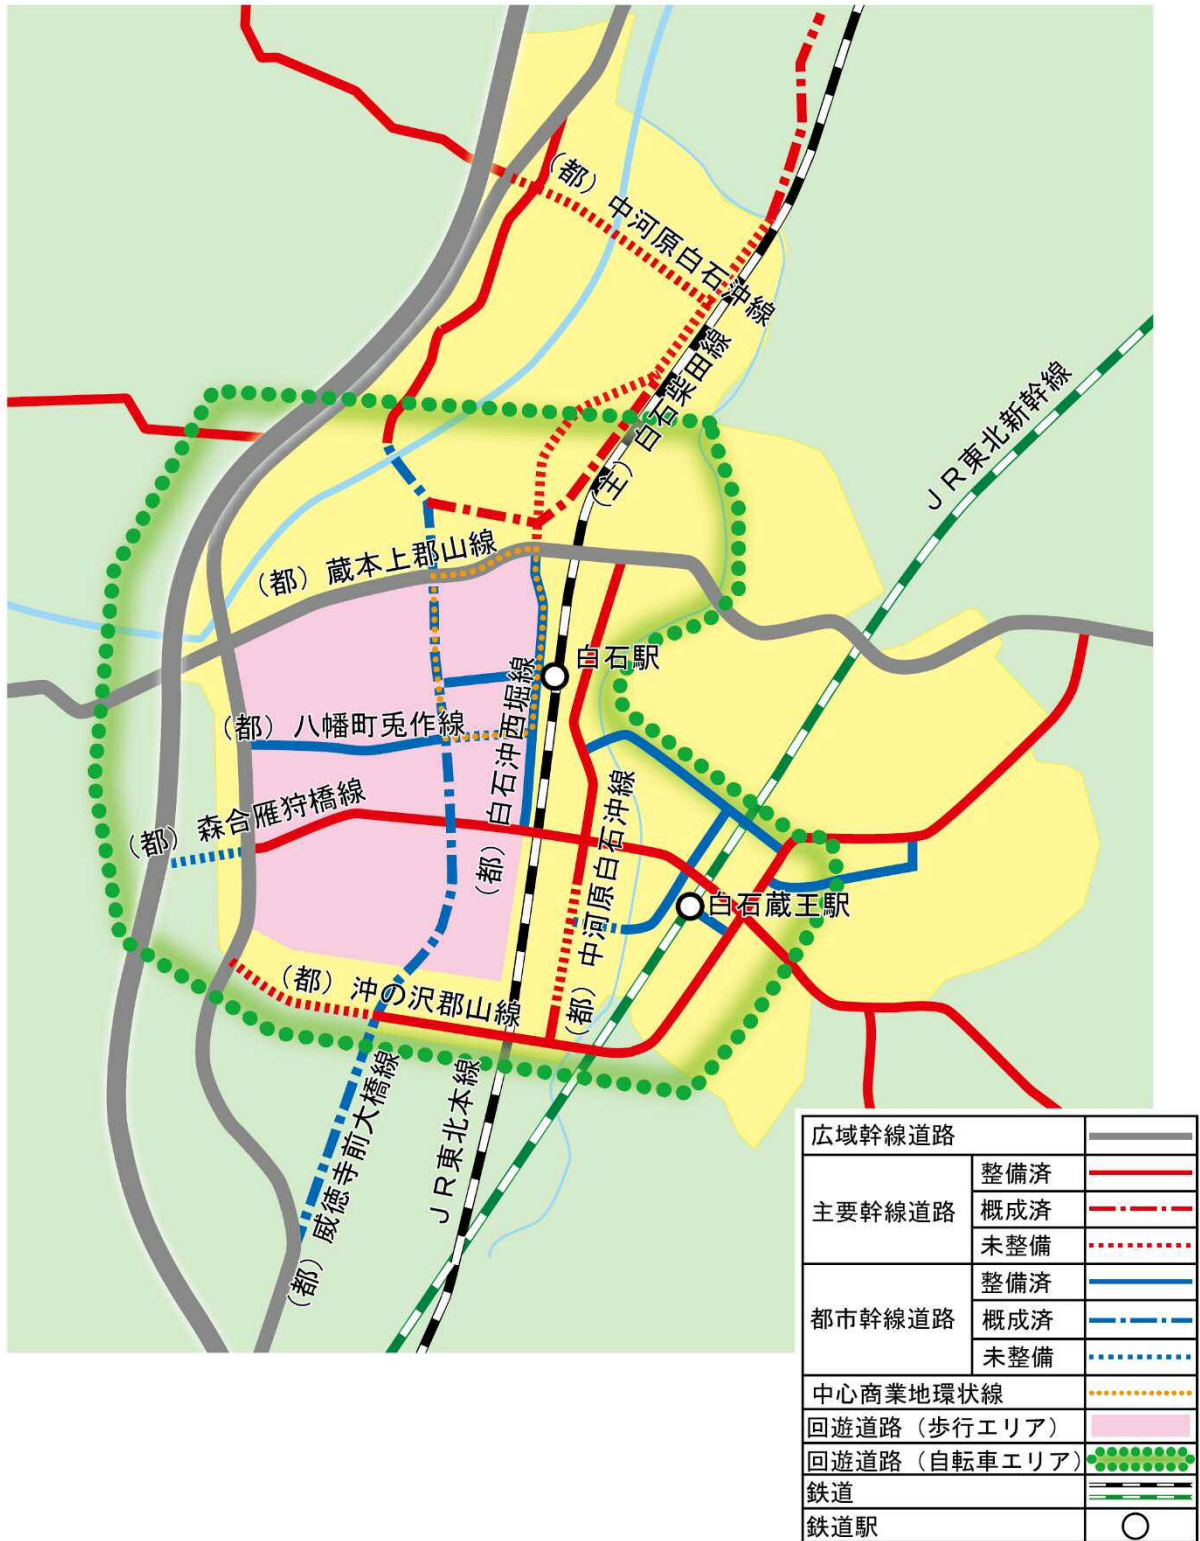 (都) 中河原白石沖線
(主) 白石柴田線
JR東北新幹線
(都) 蔵本上郡山線
白石駅
(都) 八幡町兎作線
(都) 白石沖西堀線
(都) 森合雁狩橋線
(都) 中河原白石沖線
白石蔵王駅
(都) 沖の沢郡山線
(都) 威徳寺前大橋線
JR東北本線
広域幹線道路
主要幹線道路
整備済
概成済
未整備
都市幹線道路
整備済
概成済
未整備
中心商業地環状線
回遊道路 (歩行エリア)
回遊道路 (自転車エリア)
鉄道
鉄道駅